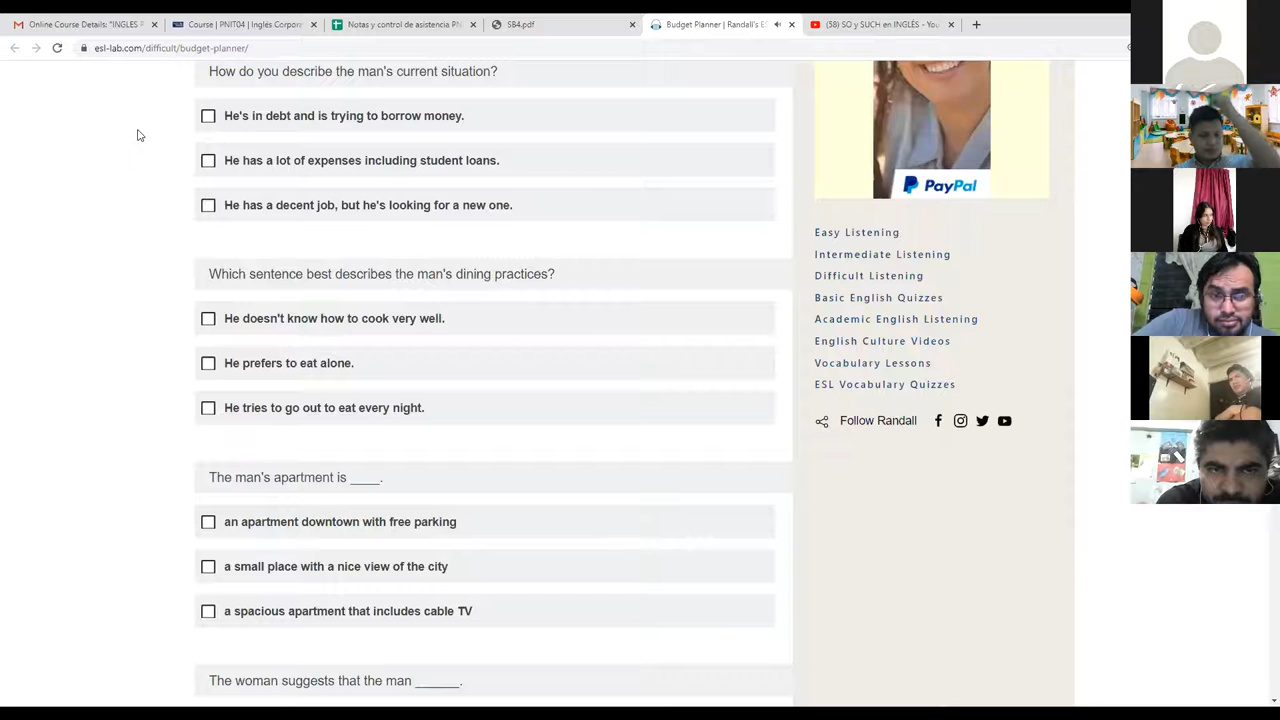 Online Course Details: "INGLES P
Course | PNIT04 | Inglés Corpor
Notas y control de asistencia PN
SB4.pdf
Budget Planner | Randall's ES
(58) SO y SUCH en INGLÉS - You
esl-lab.com/difficult/budget-planner/
How do you describe the man's current situation?
He's in debt and is trying to borrow money.
He has a lot of expenses including student loans.
He has a decent job, but he's looking for a new one.
Which sentence best describes the man's dining practices?
He doesn't know how to cook very well.
He prefers to eat alone.
He tries to go out to eat every night.
The man's apartment is ____.
an apartment downtown with free parking
a small place with a nice view of the city
a spacious apartment that includes cable TV
The woman suggests that the man ______.
PayPal
Easy Listening
Intermediate Listening
Difficult Listening
Basic English Quizzes
Academic English Listening
English Culture Videos
Vocabulary Lessons
ESL Vocabulary Quizzes
Follow Randall